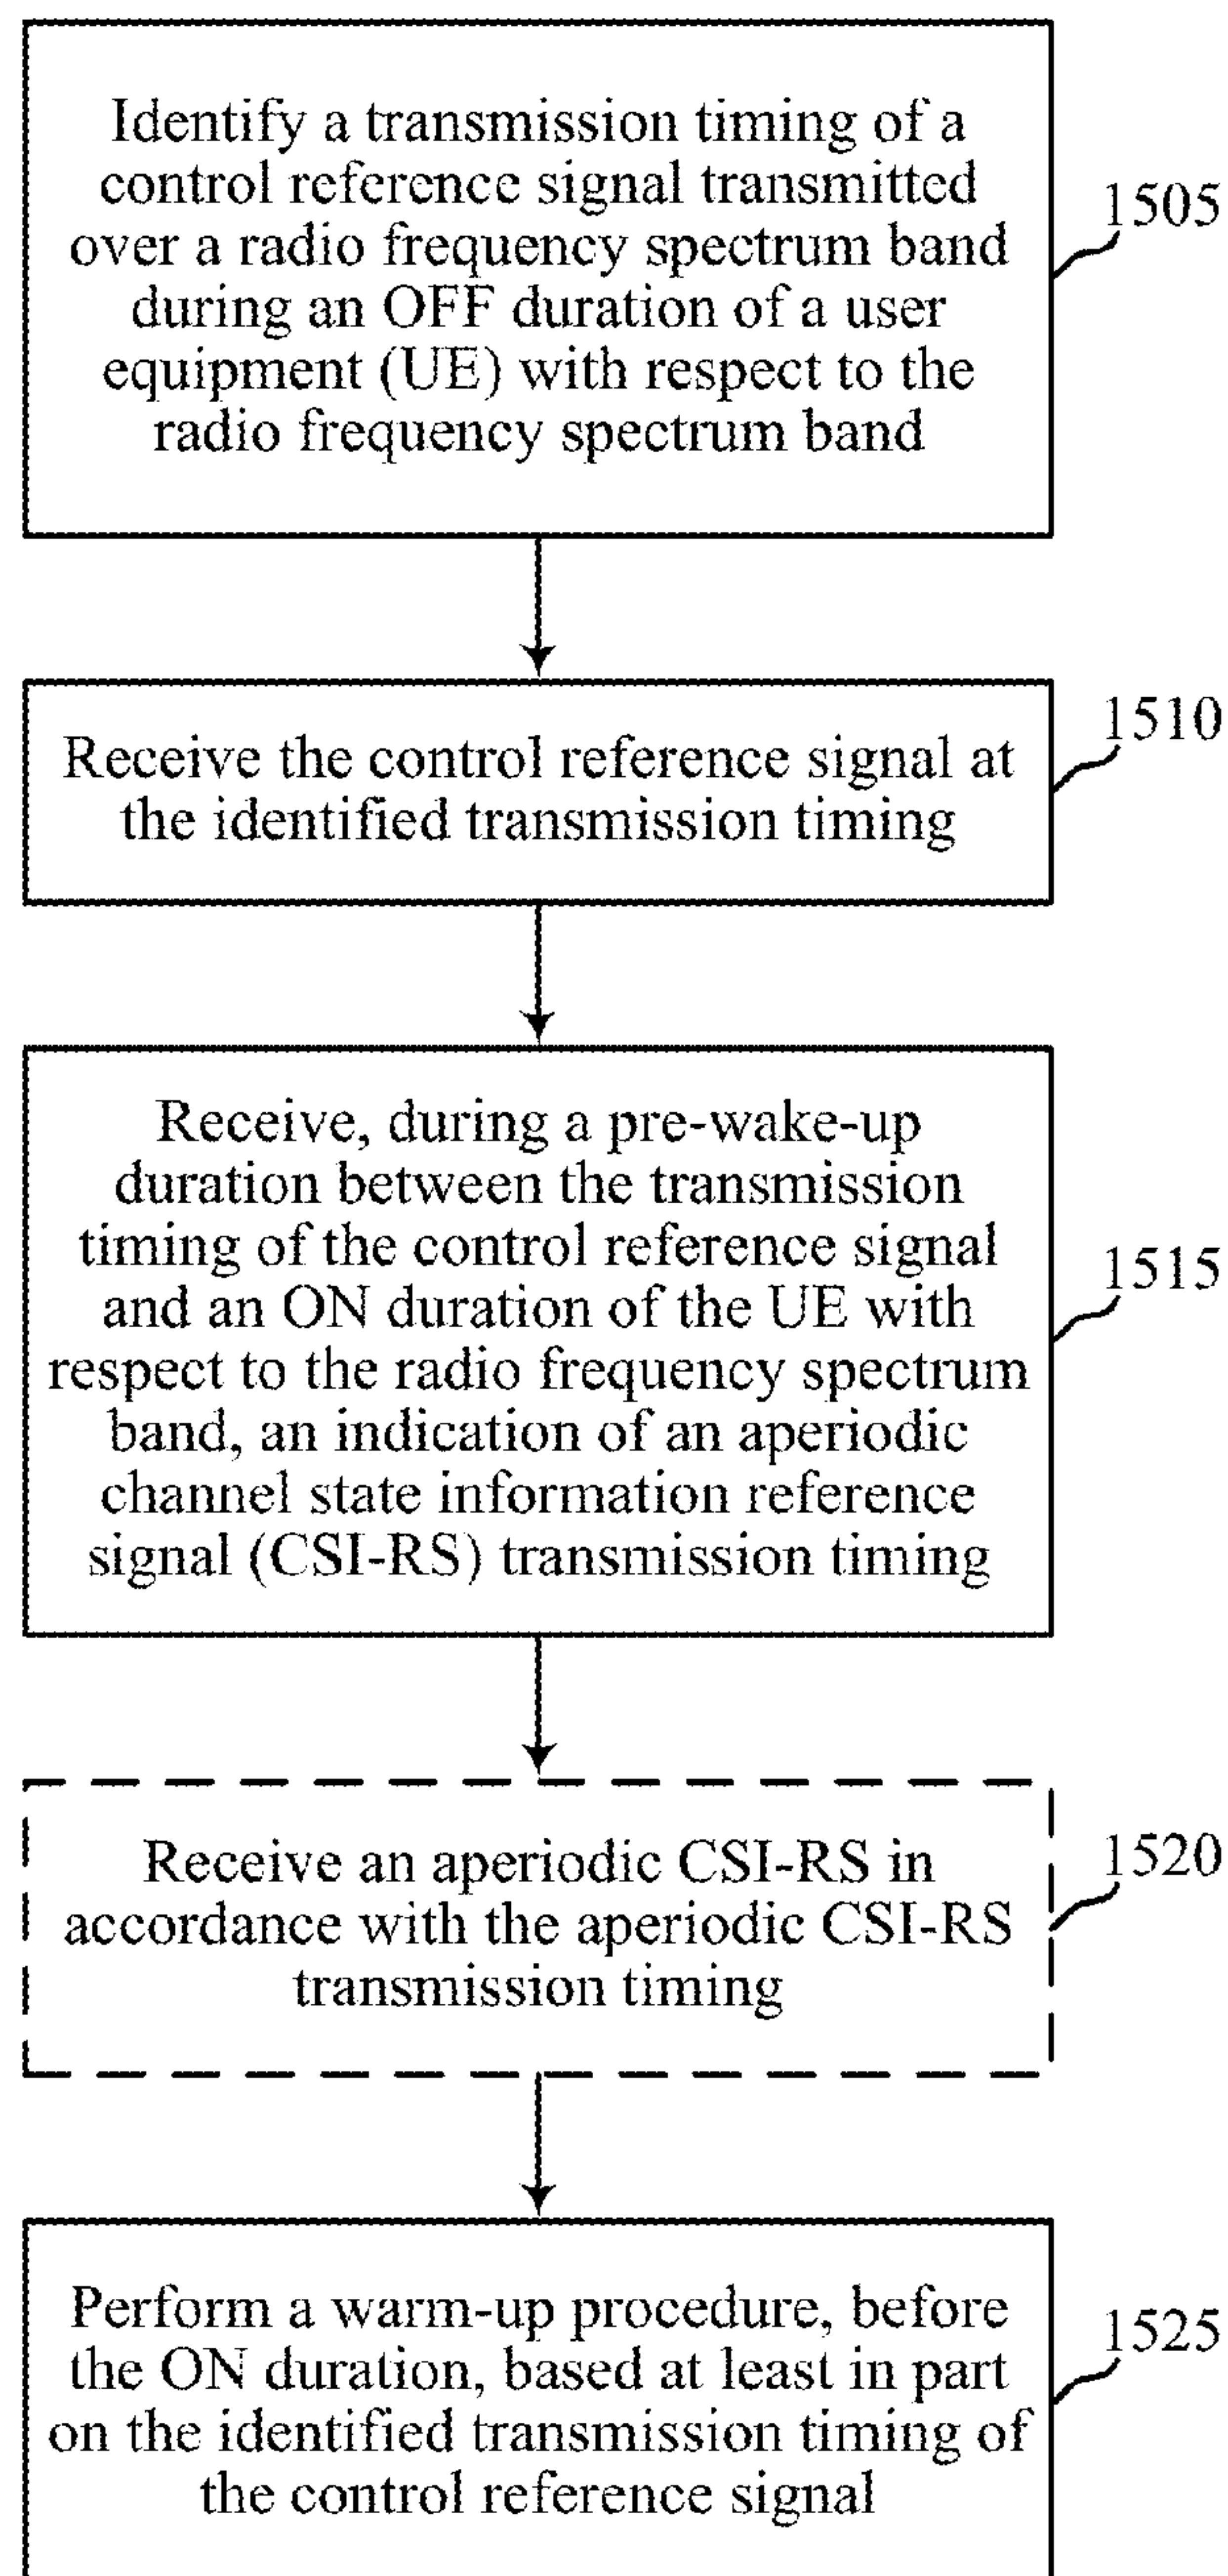 Identify a transmission timing of a
control reference signal transmitted
over a radio frequency spectrum band
during an OFF duration of a user
equipment (UE) with respect to the
radio frequency spectrum band
1505
Receive the control reference signal at
the identified transmission timing
1510
Receive, during a pre-wake-up
duration between the transmission
timing of the control reference signal
and an ON duration of the UE with
respect to the radio frequency spectrum
band, an indication of an aperiodic
channel state information reference
signal (CSI-RS) transmission timing
1515
Receive an aperiodic CSI-RS in
accordance with the aperiodic CSI-RS
transmission timing
1520
Perform a warm-up procedure, before
the ON duration, based at least in part
on the identified transmission timing of
the control reference signal
1525